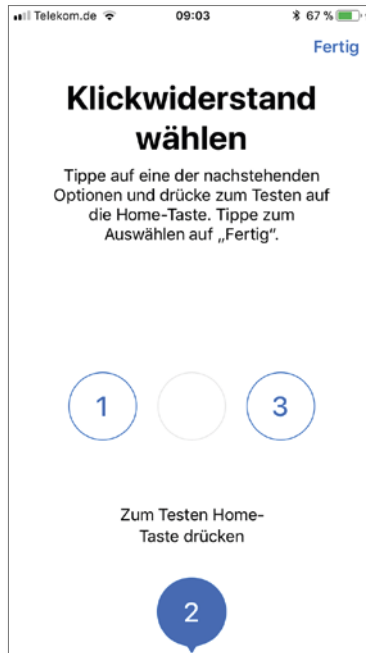 Telekom.de 09:03 67 %
Fertig
Klickwiderstand
wählen
Tippe auf eine der nachstehenden
Optionen und drücke zum Testen auf
die Home-Taste. Tippe zum
Auswählen auf „Fertig“.
1 3
Zum Testen Home-
Taste drücken
2